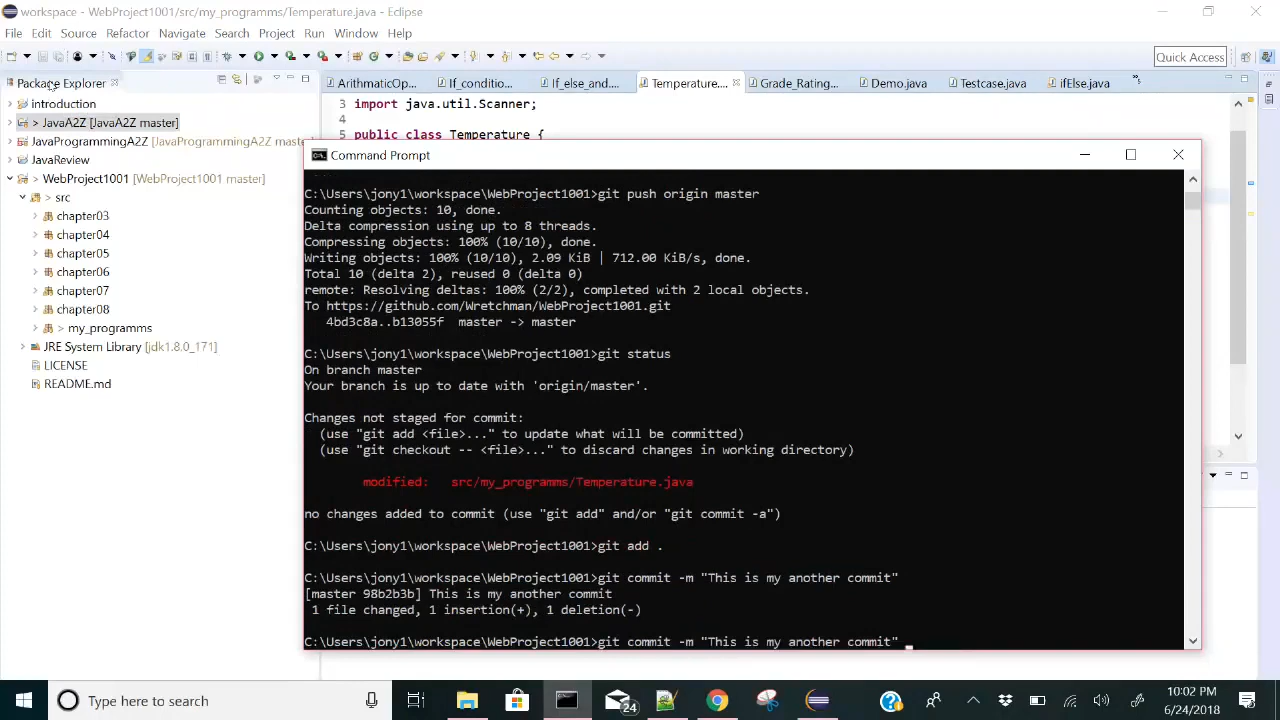 workspace - WebProject1001/src/my_programms/Temperature.java - Eclipse
File Edit Source Refactor Navigate Search Project Run Window Help
Quick Access
Package Explorer
ArithmaticOp... If_conditio... If_else_and.... Temperature.... Grade_Rating... Demo.java Testcase.java ifElse.java
introduction
> JavaA2Z [JavaA2Z master]
JavaProgrammingA2Z [JavaProgrammingA2Z maste
JavaReview
> WebProject1001 [WebProject1001 master]
> src
chapter03
chapter04
chapter05
chapter06
chapter07
chapter08
> my_programms
JRE System Library [jdk1.8.0_171]
LICENSE
README.md
3 import java.util.Scanner;
4
5 public class Temperature {
Command Prompt
C:\Users\jony1\workspace\WebProject1001>git push origin master
Counting objects: 10, done.
Delta compression using up to 8 threads.
Compressing objects: 100% (10/10), done.
Writing objects: 100% (10/10), 2.09 KiB | 712.00 KiB/s, done.
Total 10 (delta 2), reused 0 (delta 0)
remote: Resolving deltas: 100% (2/2), completed with 2 local objects.
To https://github.com/Wretchman/WebProject1001.git
4bd3c8a..b13055f master -> master
C:\Users\jony1\workspace\WebProject1001>git status
On branch master
Your branch is up to date with 'origin/master'.
Changes not staged for commit:
(use "git add <file>..." to update what will be committed)
(use "git checkout -- <file>..." to discard changes in working directory)
modified: src/my_programms/Temperature.java
no changes added to commit (use "git add" and/or "git commit -a")
C:\Users\jony1\workspace\WebProject1001>git add .
C:\Users\jony1\workspace\WebProject1001>git commit -m "This is my another commit"
[master 98b2b3b] This is my another commit
1 file changed, 1 insertion(+), 1 deletion(-)
C:\Users\jony1\workspace\WebProject1001>git commit -m "This is my another commit"
Type here to search
24
10:02 PM
6/24/2018